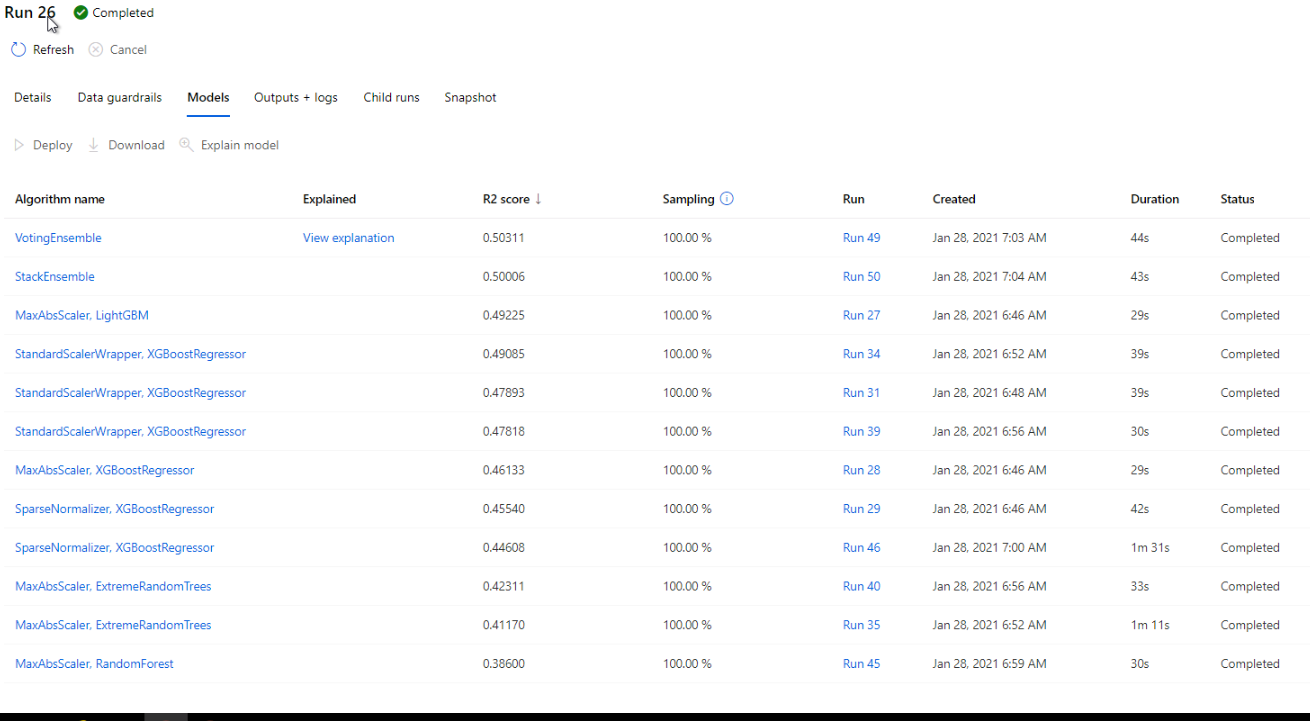 Run 26 Completed
Refresh Cancel
Details Data guardrails Models Outputs + logs Child runs Snapshot
Deploy Download Explain model
Algorithm name Explained R2 score ↓ Sampling Run Created Duration Status
VotingEnsemble View explanation 0.50311 100.00 % Run 49 Jan 28, 2021 7:03 AM 44s Completed
StackEnsemble 0.50006 100.00 % Run 50 Jan 28, 2021 7:04 AM 43s Completed
MaxAbsScaler, LightGBM 0.49225 100.00 % Run 27 Jan 28, 2021 6:46 AM 29s Completed
StandardScalerWrapper, XGBoostRegressor 0.49085 100.00 % Run 34 Jan 28, 2021 6:52 AM 39s Completed
StandardScalerWrapper, XGBoostRegressor 0.47893 100.00 % Run 31 Jan 28, 2021 6:48 AM 39s Completed
StandardScalerWrapper, XGBoostRegressor 0.47818 100.00 % Run 39 Jan 28, 2021 6:56 AM 30s Completed
MaxAbsScaler, XGBoostRegressor 0.46133 100.00 % Run 28 Jan 28, 2021 6:46 AM 29s Completed
SparseNormalizer, XGBoostRegressor 0.45540 100.00 % Run 29 Jan 28, 2021 6:46 AM 42s Completed
SparseNormalizer, XGBoostRegressor 0.44608 100.00 % Run 46 Jan 28, 2021 7:00 AM 1m 31s Completed
MaxAbsScaler, ExtremeRandomTrees 0.42311 100.00 % Run 40 Jan 28, 2021 6:56 AM 33s Completed
MaxAbsScaler, ExtremeRandomTrees 0.41170 100.00 % Run 35 Jan 28, 2021 6:52 AM 1m 11s Completed
MaxAbsScaler, RandomForest 0.38600 100.00 % Run 45 Jan 28, 2021 6:59 AM 30s Completed